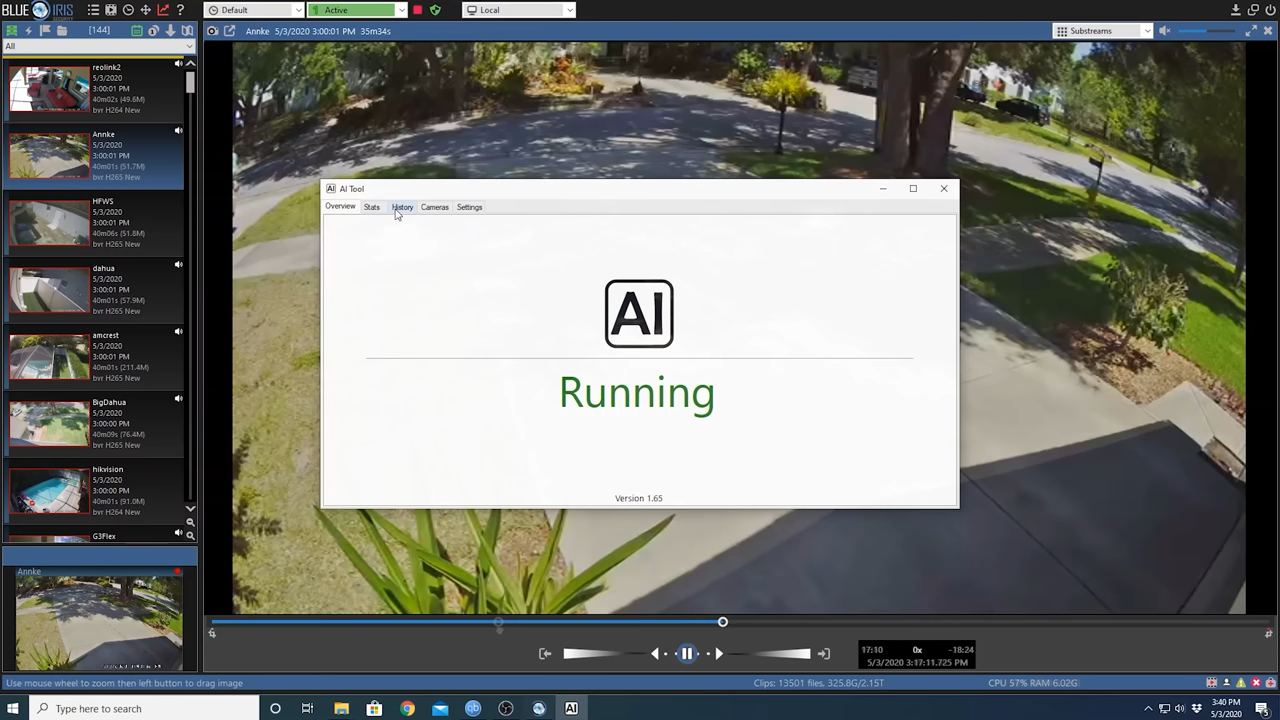 BLUE IRIS
SECURITY
Default
Active
Local
[144]
Annke 5/3/2020 3:00:01 PM 35m34s
Substreams
All
reolink2
5/3/2020
3:00:01 PM
40m02s (49.6M)
bvr H264 New
Annke
5/3/2020
3:00:01 PM
40m01s (51.7M)
bvr H265 New
HFWS
5/3/2020
3:00:01 PM
40m06s (51.8M)
bvr H265 New
dahua
5/3/2020
3:00:01 PM
40m01s (57.9M)
bvr H265 New
amcrest
5/3/2020
3:00:01 PM
40m01s (211.4M)
bvr H265 New
BigDahua
5/3/2020
3:00:00 PM
40m09s (76.4M)
bvr H265 New
hikvision
5/3/2020
3:00:00 PM
40m01s (91.0M)
bvr H264 New
G3Flex
Annke
AI AI Tool
Overview Stats History Cameras Settings
AI
Running
Version 1.65
17:10 0x -18:24
5/3/2020 3:17:11.725 PM
Use mouse wheel to zoom then left button to drag image
Clips: 13501 files, 325.8G/2.15T
CPU 57% RAM 6.02G
Type here to search
AI
3:40 PM
5/3/2020